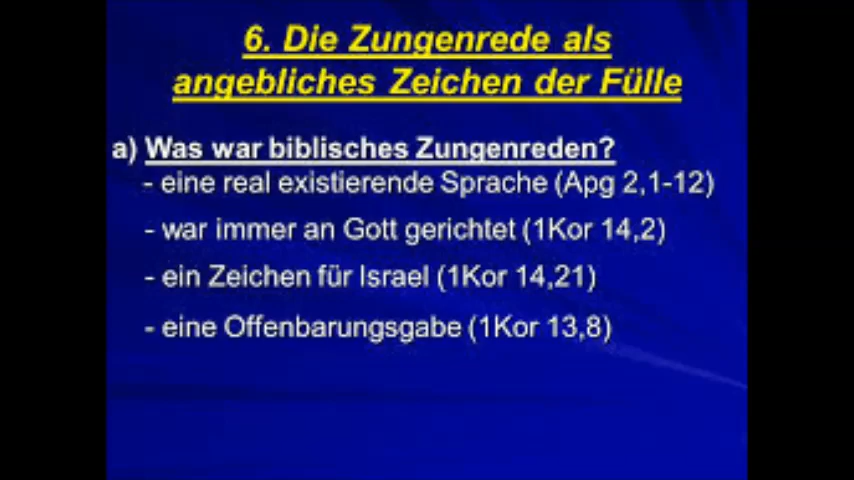 6. Die Zungenrede als
angebliches Zeichen der Fülle
a) Was war biblisches Zungenreden?
- eine real existierende Sprache (Apg 2,1-12)
- war immer an Gott gerichtet (1Kor 14,2)
- ein Zeichen für Israel (1Kor 14,21)
- eine Offenbarungsgabe (1Kor 13,8)